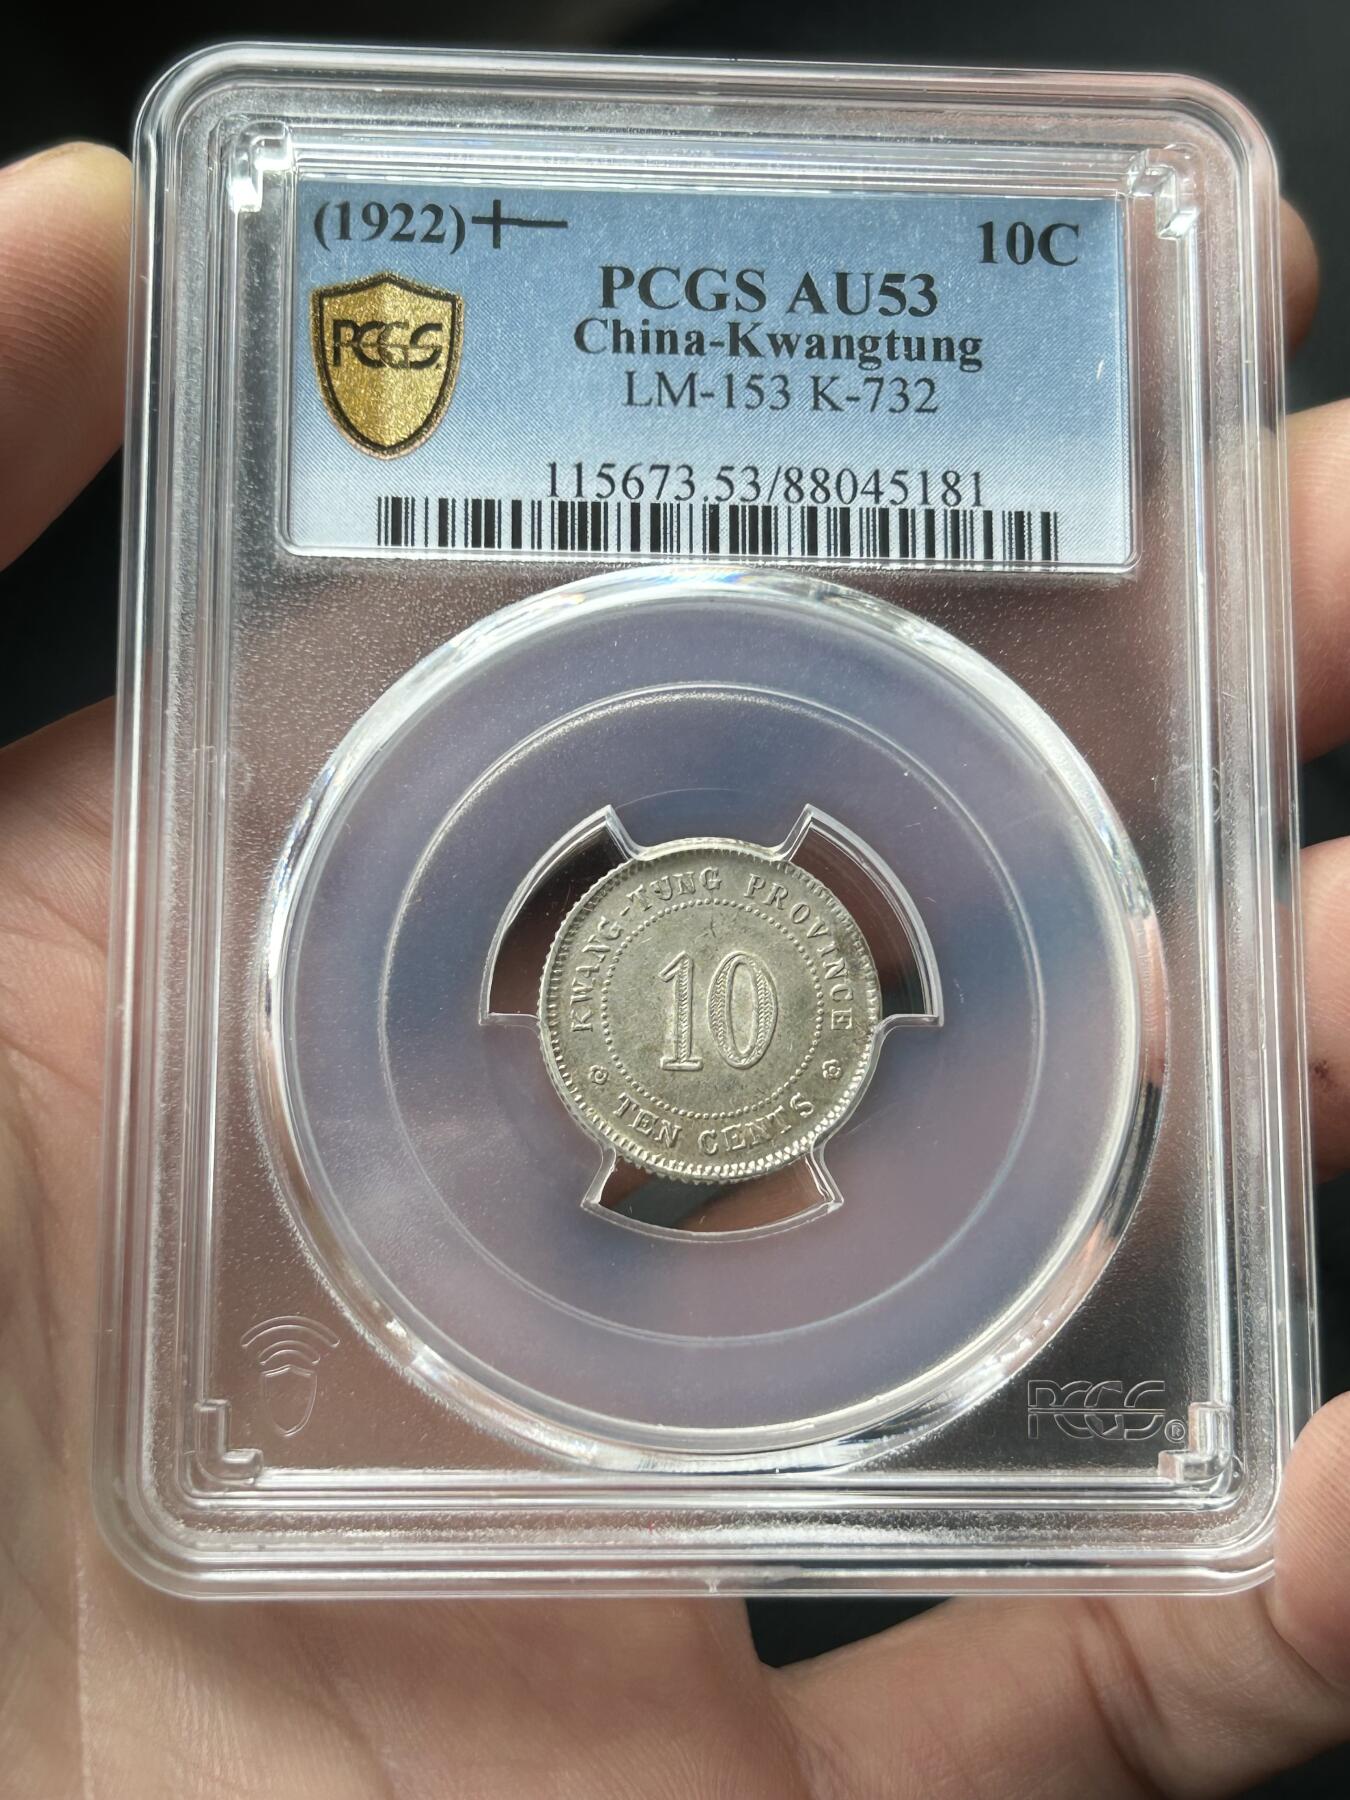 (1922)十一 10C
PCGS AU53
China-Kwangtung
LM-153 K-732
115673.53/88045181
PCGS
KWANG-TUNG PROVINCE
10
TEN CENTS
PCGS®